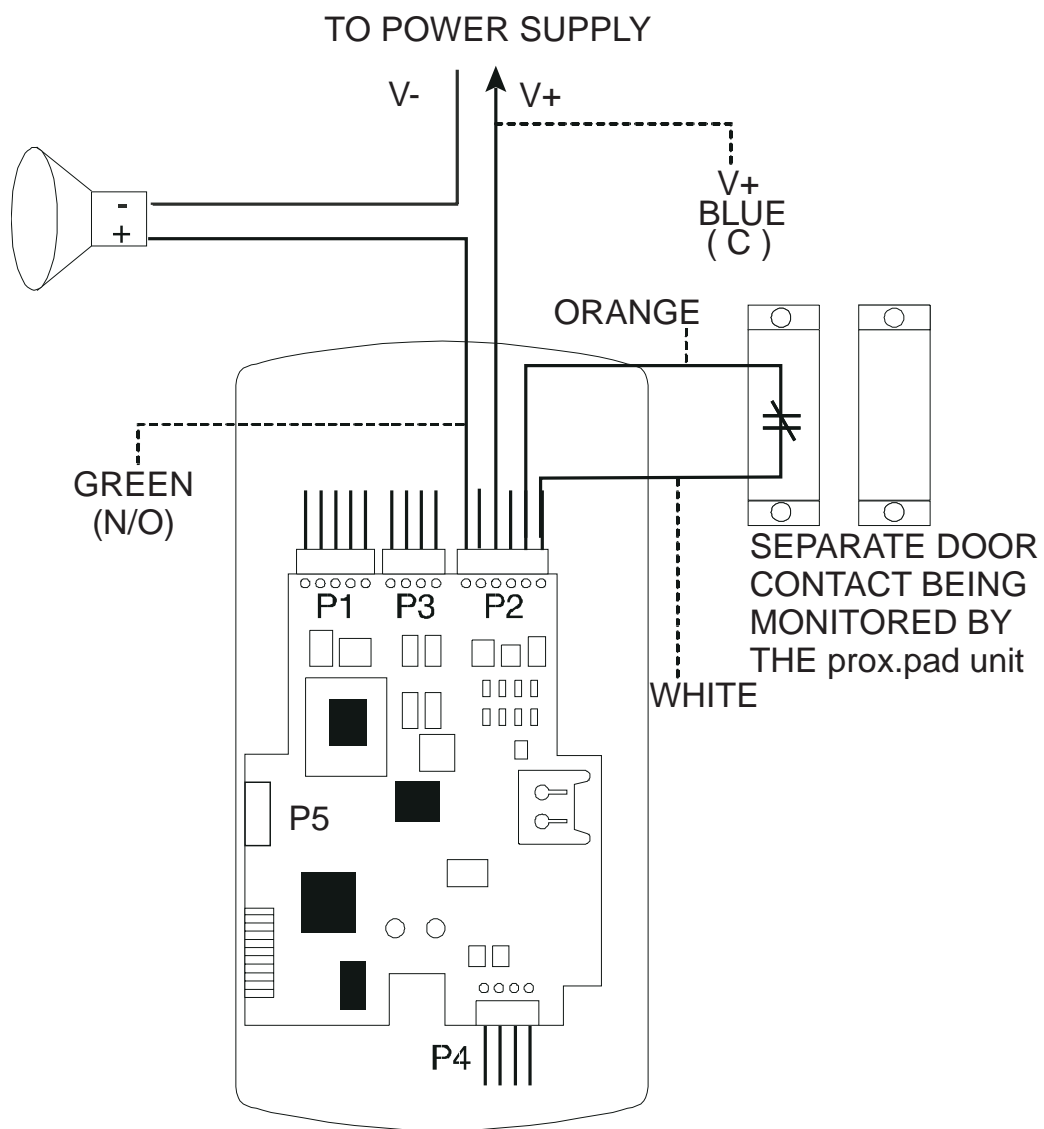 TO POWER SUPPLY
V-
V+
-
+
V+
BLUE
( C )
ORANGE
GREEN
(N/O)
SEPARATE DOOR
CONTACT BEING
MONITORED BY
THE prox.pad unit
P1
P3
P2
WHITE
P5
P4